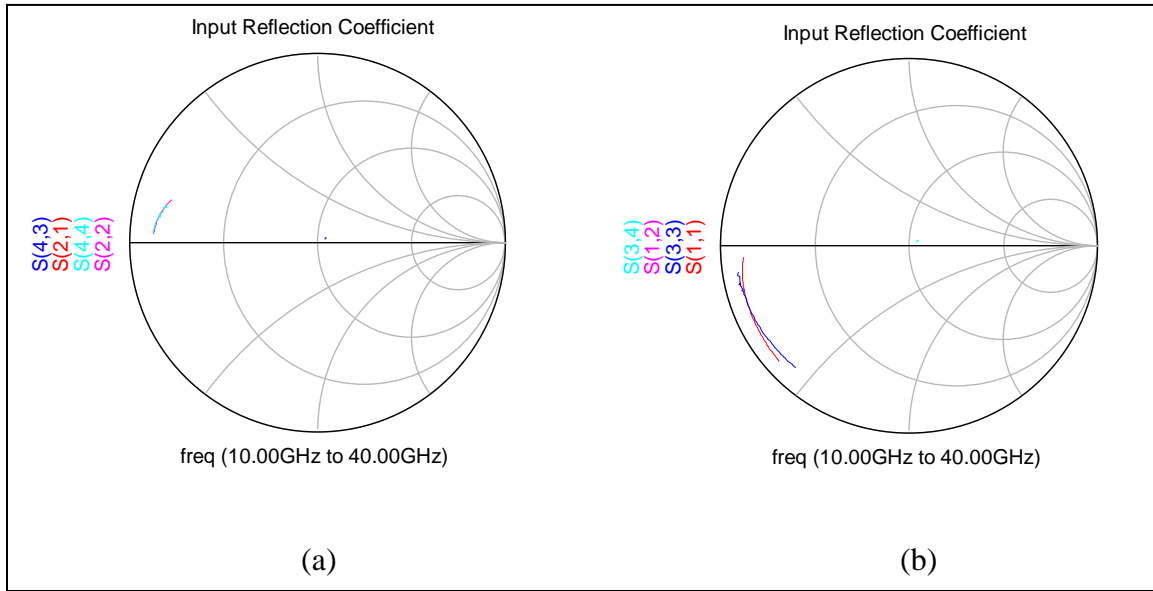 Input Reflection Coefficient
S(4,3)
S(2,1)
S(4,4)
S(2,2)
freq (10.00GHz to 40.00GHz)
(a)
Input Reflection Coefficient
S(3,4)
S(1,2)
S(3,3)
S(1,1)
freq (10.00GHz to 40.00GHz)
(b)